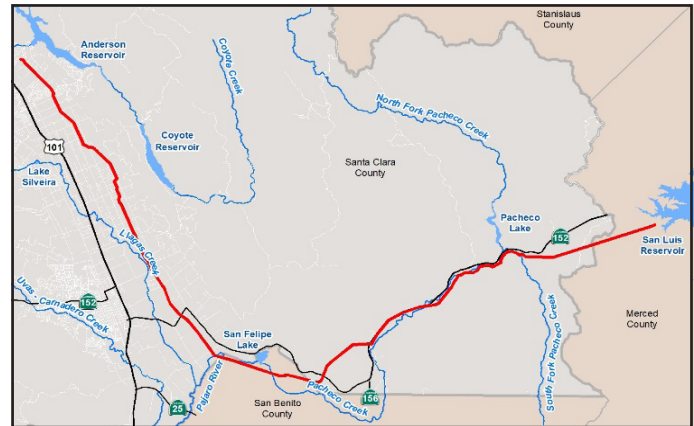 Stanislaus
County
Anderson
Reservoir
Coyote Creek
North Fork Pacheco Creek
Coyote
Reservoir
101
Lake
Silveira
Santa Clara
County
Llagas Creek
Pacheco
Lake
152
San Luis
Reservoir
Uvas - Carnadero Creek
152
Merced
County
San Felipe
Lake
South Fork Pacheco Creek
Pajaro River
Pacheco Creek
156
25
San Benito
County